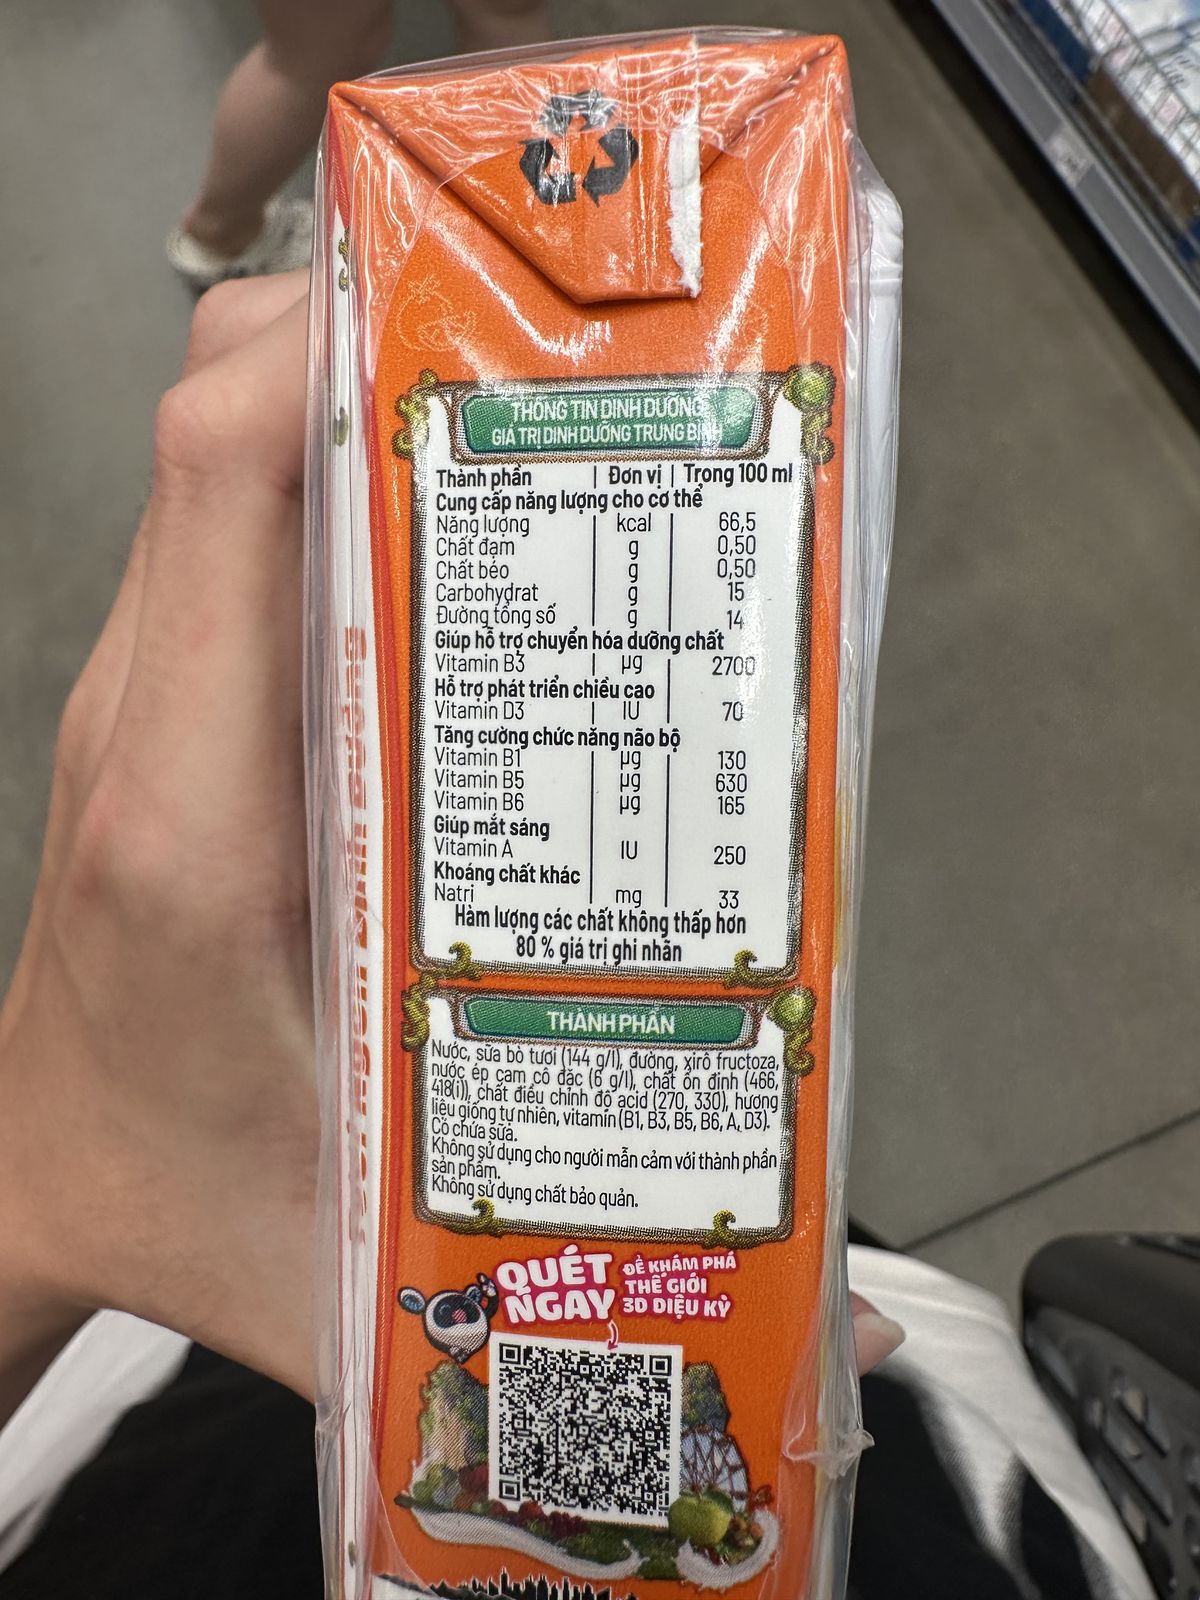 THÔNG TIN DINH DƯỠNG
GIÁ TRỊ DINH DƯỠNG TRUNG BÌNH
Thành phần | Đơn vị | Trong 100 ml
Cung cấp năng lượng cho cơ thể
Năng lượng kcal 66,5
Chất đạm g 0,50
Chất béo g 0,50
Carbohydrat g 15
Đường tổng số g 14
Giúp hỗ trợ chuyển hóa dưỡng chất
Vitamin B3 µg 2700
Hỗ trợ phát triển chiều cao
Vitamin D3 IU 70
Tăng cường chức năng não bộ
Vitamin B1 µg 130
Vitamin B5 µg 630
Vitamin B6 µg 165
Giúp mắt sáng
Vitamin A IU 250
Khoáng chất khác
Natri mg 33
Hàm lượng các chất không thấp hơn
80 % giá trị ghi nhãn
THÀNH PHẦN
Nước, sữa bò tươi (144 g/l), đường, xirô fructoza,
nước ép cam cô đặc (6 g/l), chất ổn định (466,
418(i)), chất điều chỉnh độ acid (270, 330), hương
liệu giống tự nhiên, vitamin (B1, B3, B5, B6, A, D3).
Có chứa sữa.
Không sử dụng cho người mẫn cảm với thành phần
sản phẩm.
Không sử dụng chất bảo quản.
QUÉT NGAY
ĐỂ KHÁM PHÁ
THẾ GIỚI
3D DIỆU KỲ